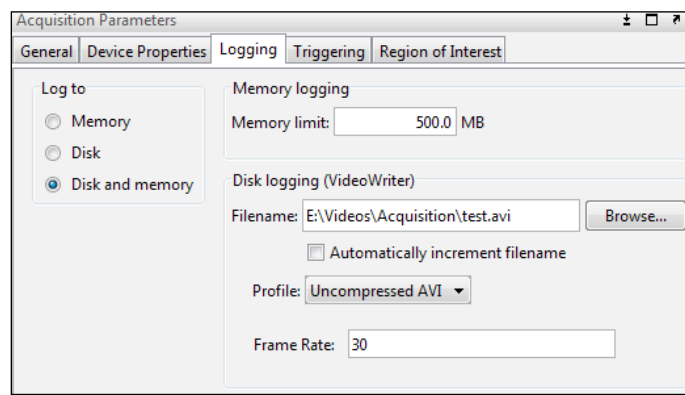 Acquisition Parameters
General Device Properties Logging Triggering Region of Interest
Log to
Memory
Disk
Disk and memory
Memory logging
Memory limit: 500.0 MB
Disk logging (VideoWriter)
Filename: E:\Videos\Acquisition\test.avi Browse...
Automatically increment filename
Profile: Uncompressed AVI
Frame Rate: 30